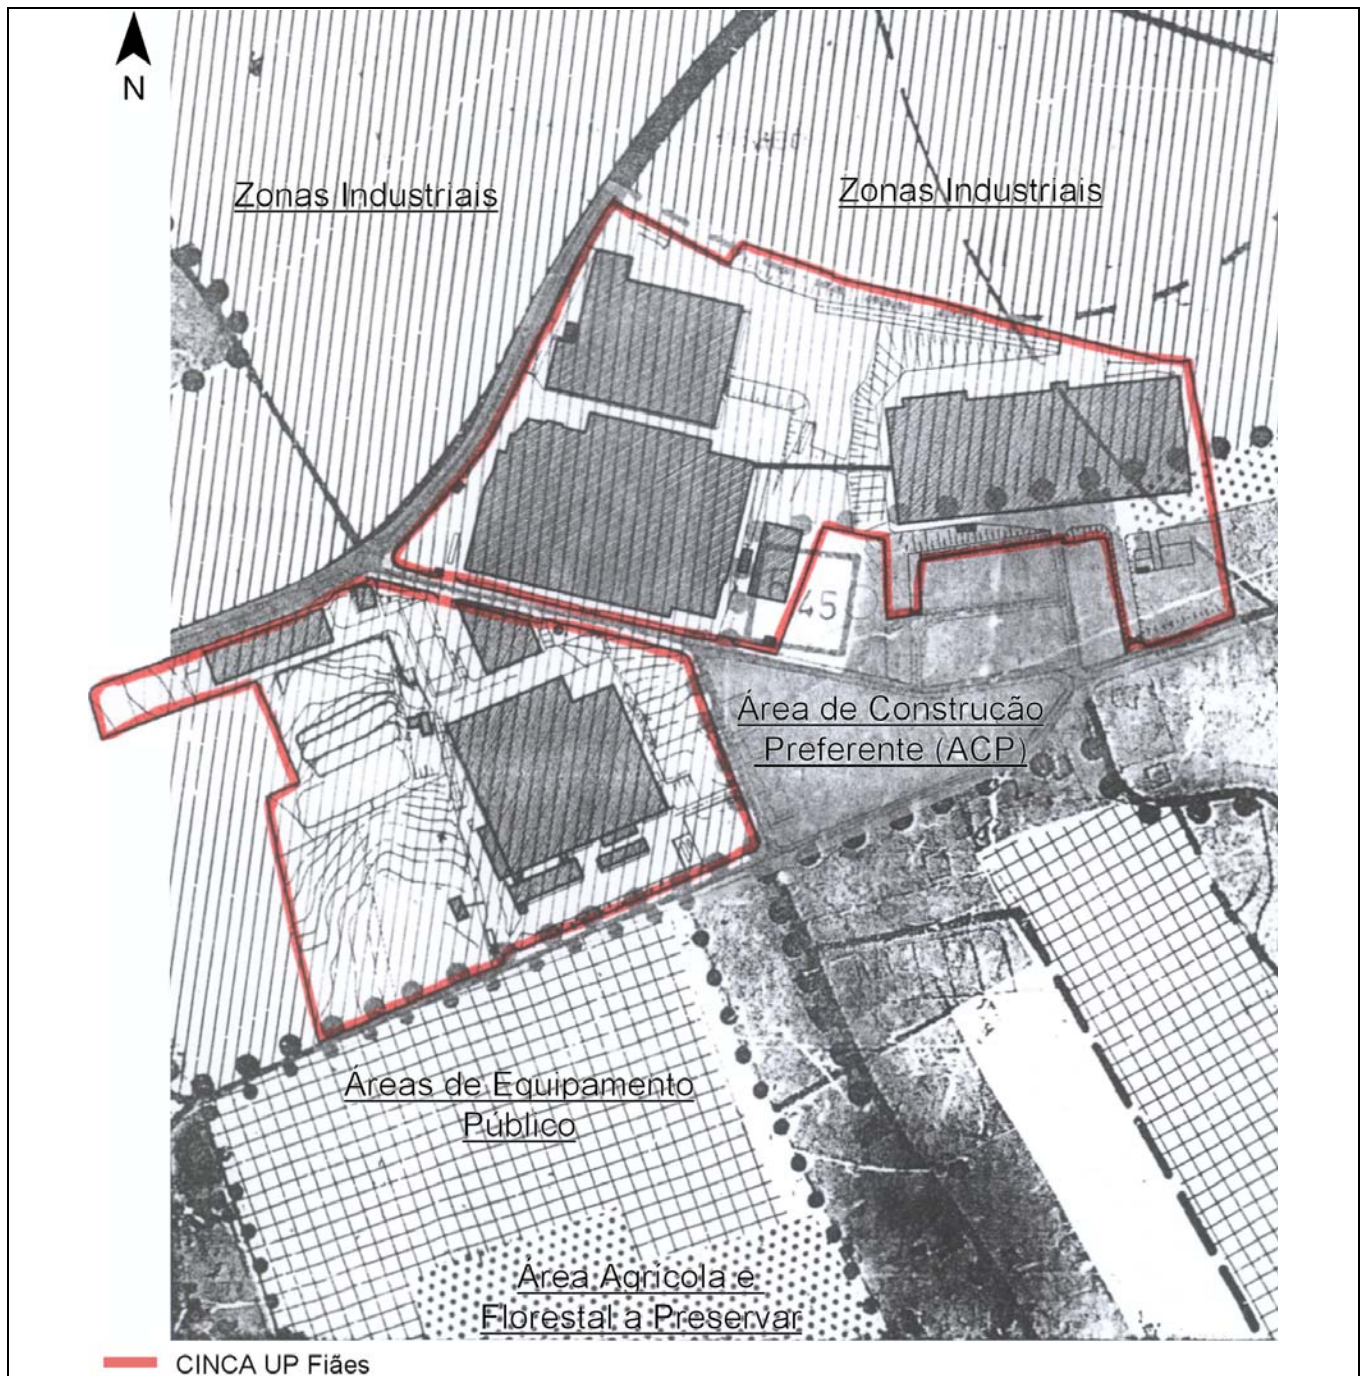 N
Zonas Industriais
Zonas Industriais
45
Área de Construção
Preferente (ACP)
Áreas de Equipamento
Público
Área Agrícola e
Florestal a Preservar
CINCA UP Fiães